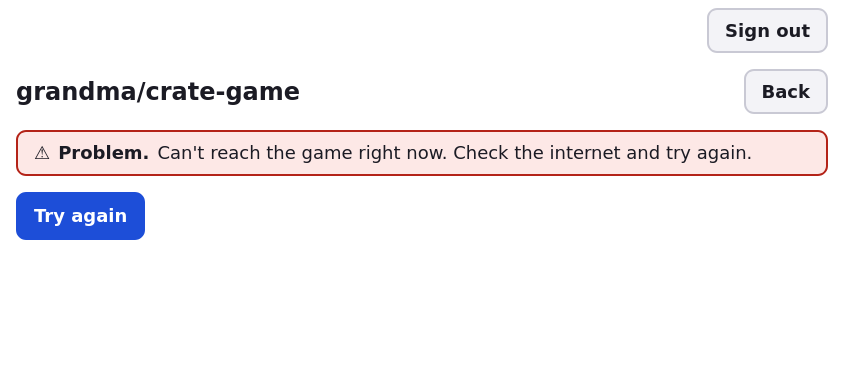 Sign out
grandma/crate-game
Back
⚠ Problem. Can't reach the game right now. Check the internet and try again.
Try again